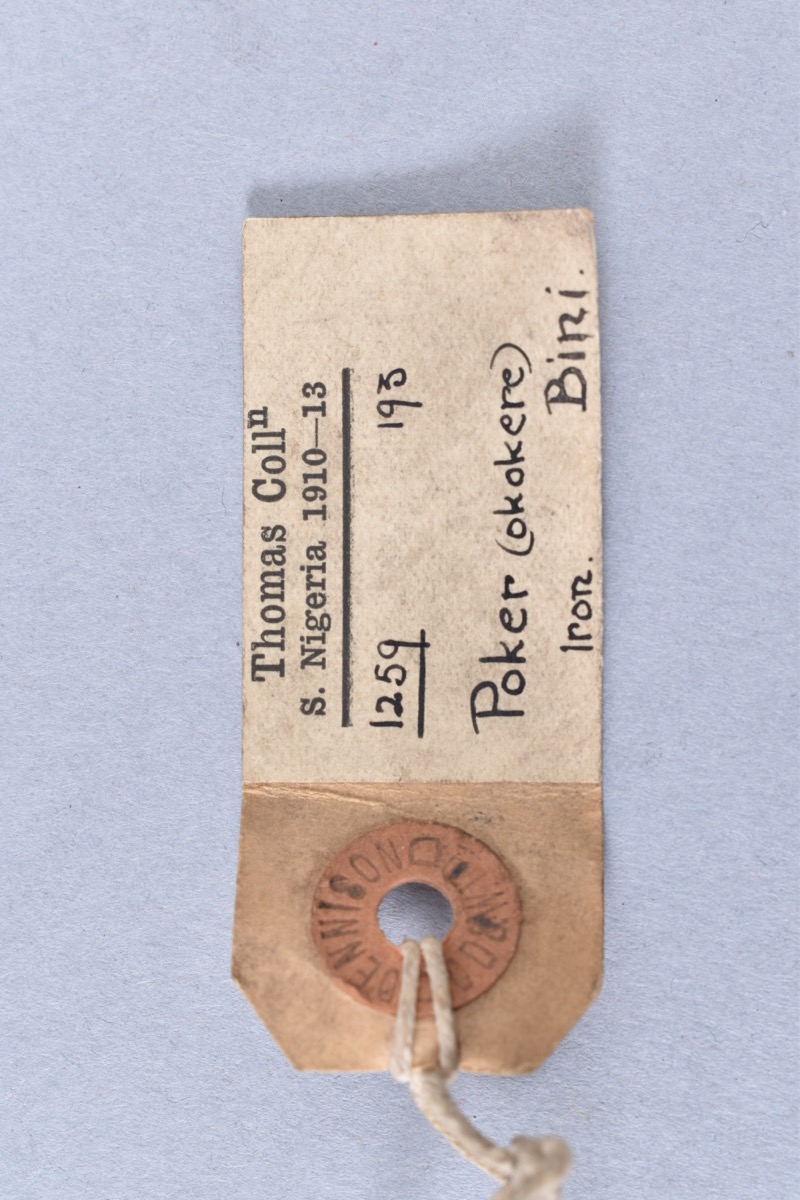 Thomas Collⁿ
S. Nigeria 1910—13
1259 193
Poker (okokere)
Iron. Bini.
DENNISON